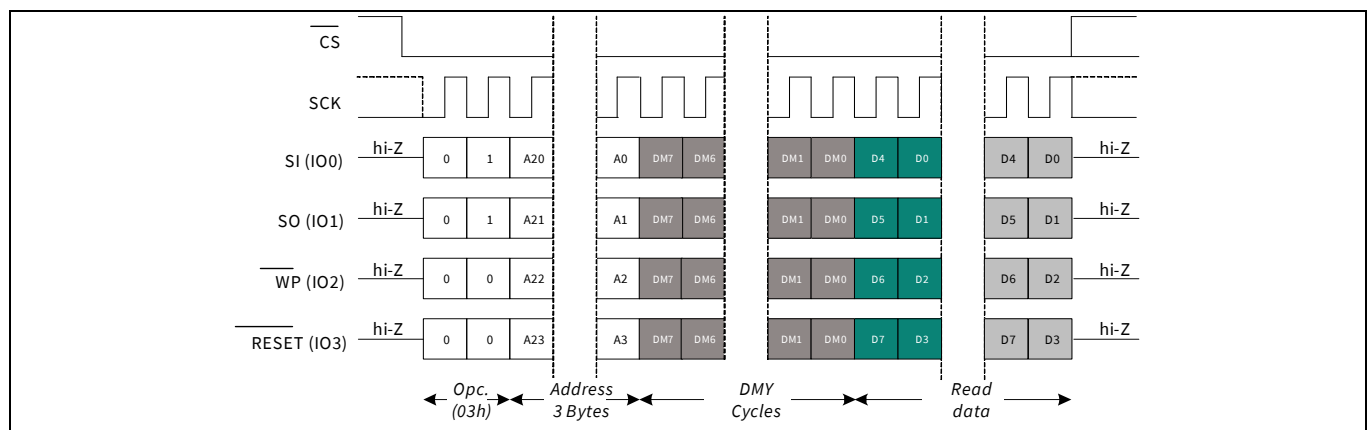 CS
SCK
SI (IO0) hi-Z 0 1 A20 A0 DM7 DM6 DM1 DM0 D4 D0 D4 D0 hi-Z
SO (IO1) hi-Z 0 1 A21 A1 DM7 DM6 DM1 DM0 D5 D1 D5 D1 hi-Z
WP (IO2) hi-Z 0 0 A22 A2 DM7 DM6 DM1 DM0 D6 D2 D6 D2 hi-Z
RESET (IO3) hi-Z 0 0 A23 A3 DM7 DM6 DM1 DM0 D7 D3 D7 D3 hi-Z
Opc. Address DMY Read
(03h) 3 Bytes Cycles data